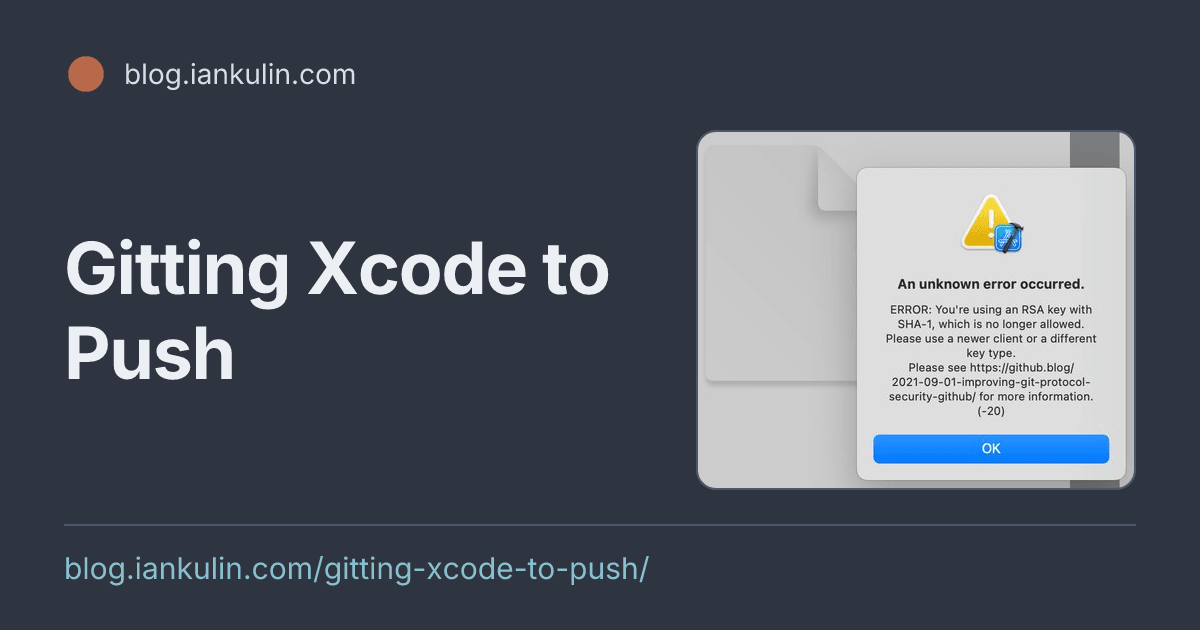 blog.iankulin.com
Gitting Xcode to
Push
An unknown error occurred.
ERROR: You're using an RSA key with
SHA-1, which is no longer allowed.
Please use a newer client or a different
key type.
Please see https://github.blog/
2021-09-01-improving-git-protocol-
security-github/ for more information.
(-20)
OK
blog.iankulin.com/gitting-xcode-to-push/